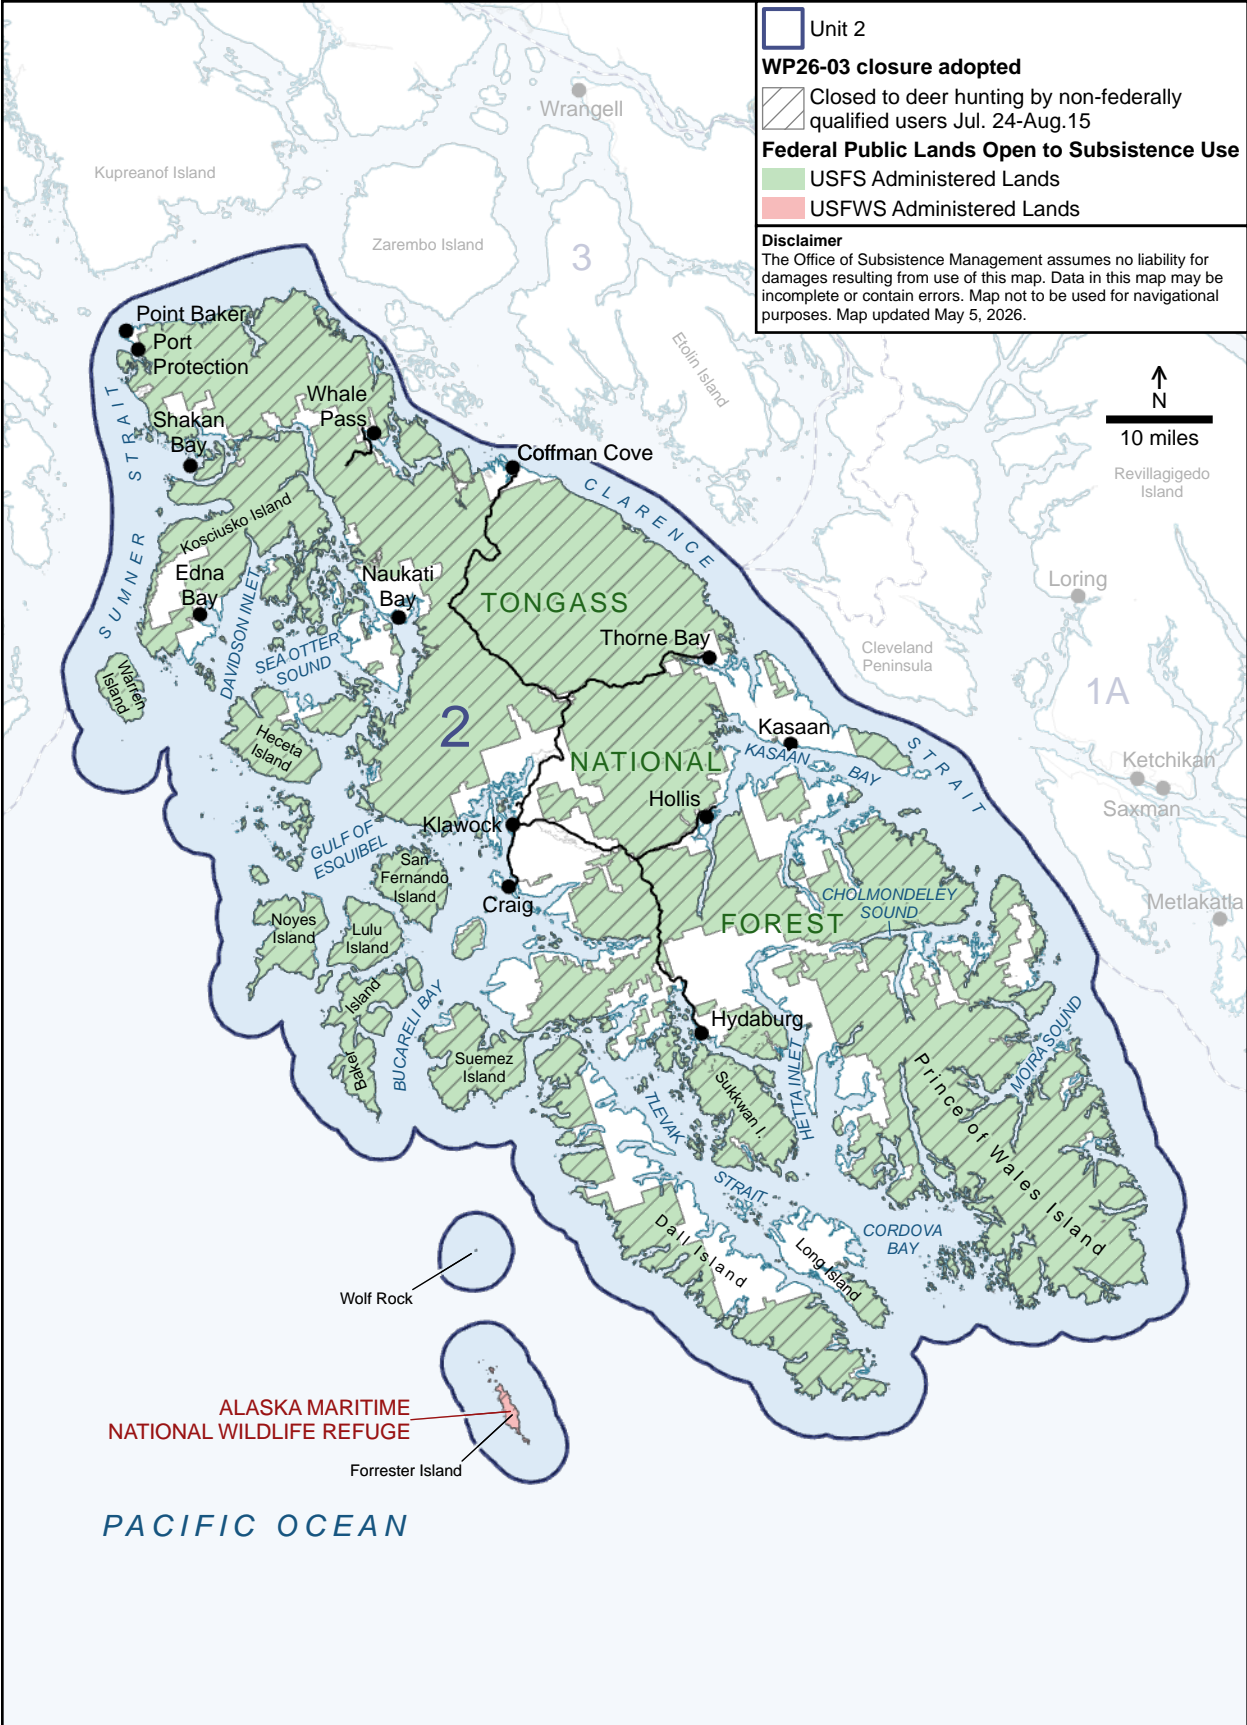 Unit 2
WP26-03 closure adopted
Closed to deer hunting by non-federally
qualified users Jul. 24-Aug.15
Federal Public Lands Open to Subsistence Use
USFS Administered Lands
USFWS Administered Lands
Disclaimer
The Office of Subsistence Management assumes no liability for
damages resulting from use of this map. Data in this map may be
incomplete or contain errors. Map not to be used for navigational
purposes. Map updated May 5, 2026.
N
10 miles
Wrangell
Kupreanof Island
Zarembo Island
3
Etolin Island
Point Baker
Port
Protection
Whale
Pass
Shakan
Bay
SUMNER STRAIT
Coffman Cove
CLARENCE STRAIT
Revillagigedo
Island
Kosciusko Island
Edna
Bay
Naukati
Bay
DAVIDSON INLET
SEA OTTER
SOUND
TONGASS
NATIONAL
FOREST
Thorne Bay
Loring
Cleveland
Peninsula
1A
Warren
Island
Heceta
Island
2
Kasaan
KASAAN BAY
Ketchikan
Saxman
Hollis
Klawock
GULF OF
ESQUIBEL
San
Fernando
Island
Craig
CHOLMONDELEY
SOUND
Metlakatla
Noyes
Island
Lulu
Island
Baker Island
BUCARELI BAY
Suemez
Island
Hydaburg
HETTA INLET
MOIRA SOUND
Sukkwan I.
TLEVAK STRAIT
Prince of Wales Island
Dall Island
Long Island
CORDOVA
BAY
Wolf Rock
ALASKA MARITIME
NATIONAL WILDLIFE REFUGE
Forrester Island
PACIFIC OCEAN